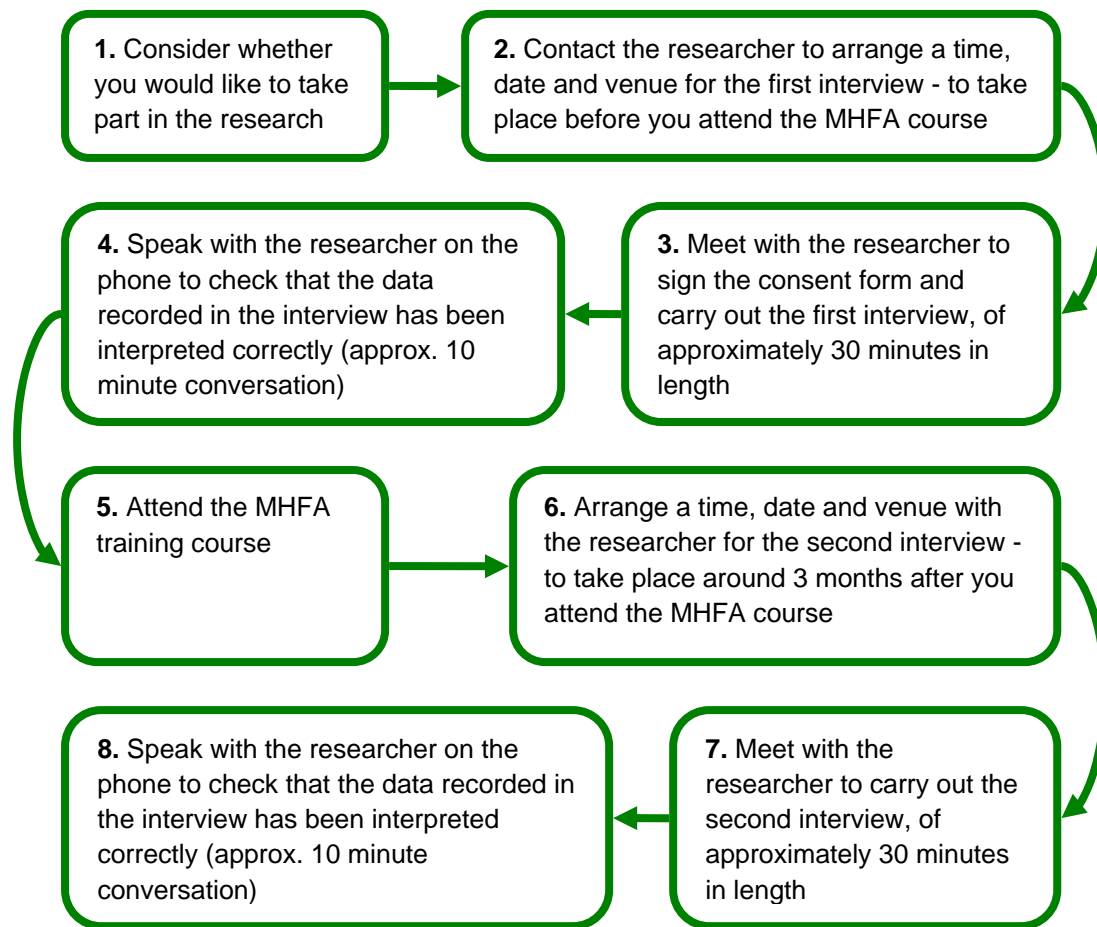 1. Consider whether
you would like to take
part in the research
2. Contact the researcher to arrange a time,
date and venue for the first interview - to take
place before you attend the MHFA course
3. Meet with the researcher to
sign the consent form and
carry out the first interview, of
approximately 30 minutes in
length
4. Speak with the researcher on the
phone to check that the data
recorded in the interview has been
interpreted correctly (approx. 10
minute conversation)
5. Attend the MHFA
training course
6. Arrange a time, date and venue with
the researcher for the second interview -
to take place around 3 months after you
attend the MHFA course
7. Meet with the
researcher to carry out the
second interview, of
approximately 30 minutes
in length
8. Speak with the researcher on the
phone to check that the data recorded in
the interview has been interpreted
correctly (approx. 10 minute
conversation)